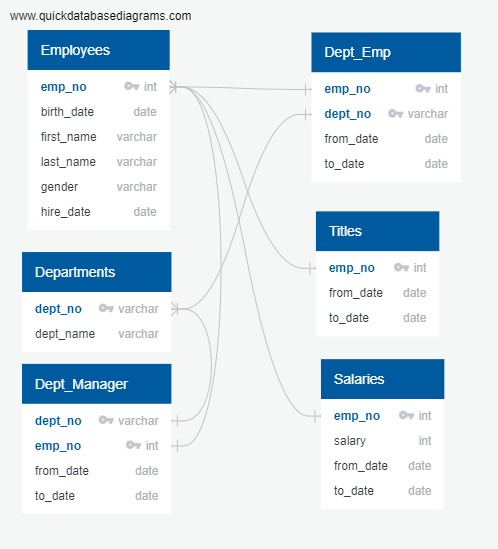 www.quickdatabasediagrams.com
Employees
emp_no int
birth_date date
first_name varchar
last_name varchar
gender varchar
hire_date date
Departments
dept_no varchar
dept_name varchar
Dept_Manager
dept_no varchar
emp_no int
from_date date
to_date date
Dept_Emp
emp_no int
dept_no varchar
from_date date
to_date date
Titles
emp_no int
from_date date
to_date date
Salaries
emp_no int
salary int
from_date date
to_date date